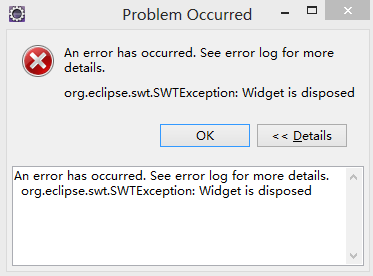 Problem Occurred
An error has occurred. See error log for more
details.
org.eclipse.swt.SWTException: Widget is disposed
OK
<< Details
An error has occurred. See error log for more details.
org.eclipse.swt.SWTException: Widget is disposed